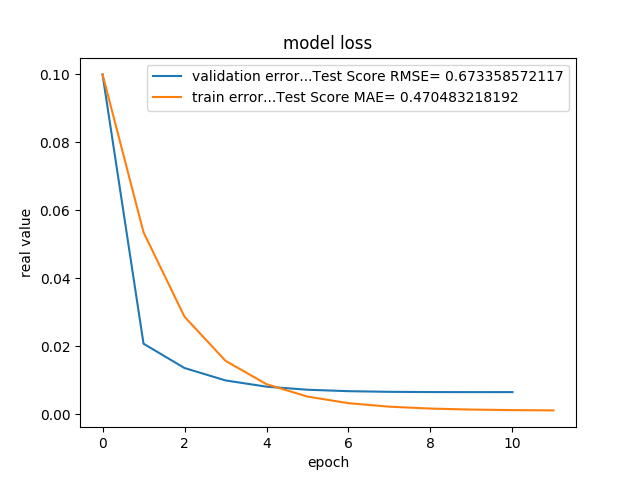 model loss
validation error...Test Score RMSE= 0.673358572117
train error...Test Score MAE= 0.470483218192
real value
0.10
0.08
0.06
0.04
0.02
0.00
0 2 4 6 8 10
epoch